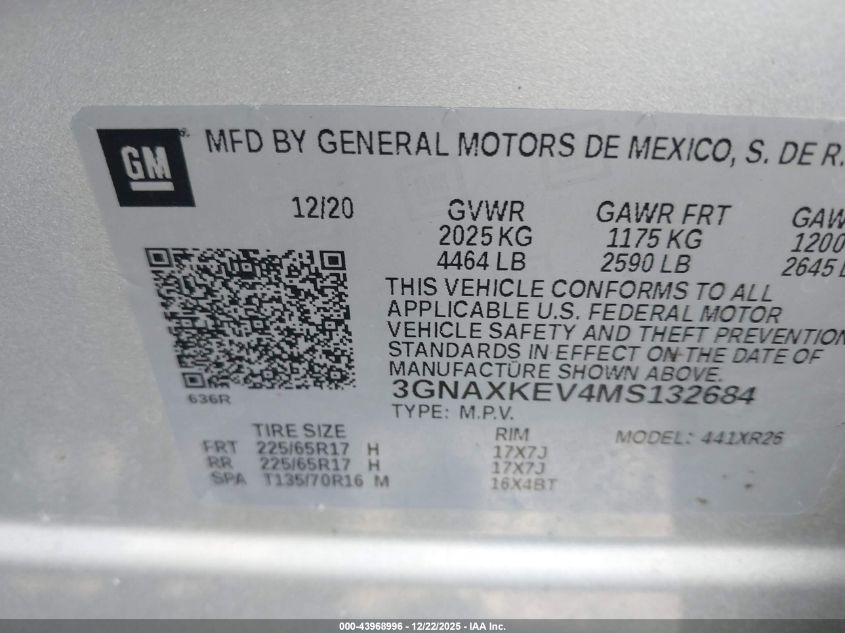 GM
MFD BY GENERAL MOTORS DE MEXICO, S. DE R.
12/20
GVWR
2025 KG
4464 LB
GAWR FRT
1175 KG
2590 LB
GAW
1200
2645 L
THIS VEHICLE CONFORMS TO ALL
APPLICABLE U.S. FEDERAL MOTOR
VEHICLE SAFETY AND THEFT PREVENTION
STANDARDS IN EFFECT ON THE DATE OF
MANUFACTURE SHOWN ABOVE.
3GNAXKEV4MS132684
TYPE: M.P.V.
636R
TIRE SIZE RIM MODEL: 441XR26
FRT 225/65R17 H 17X7J
RR 225/65R17 H 17X7J
SPA T135/70R16 M 16X4BT
000-43968996 - 12/22/2025 - IAA Inc.